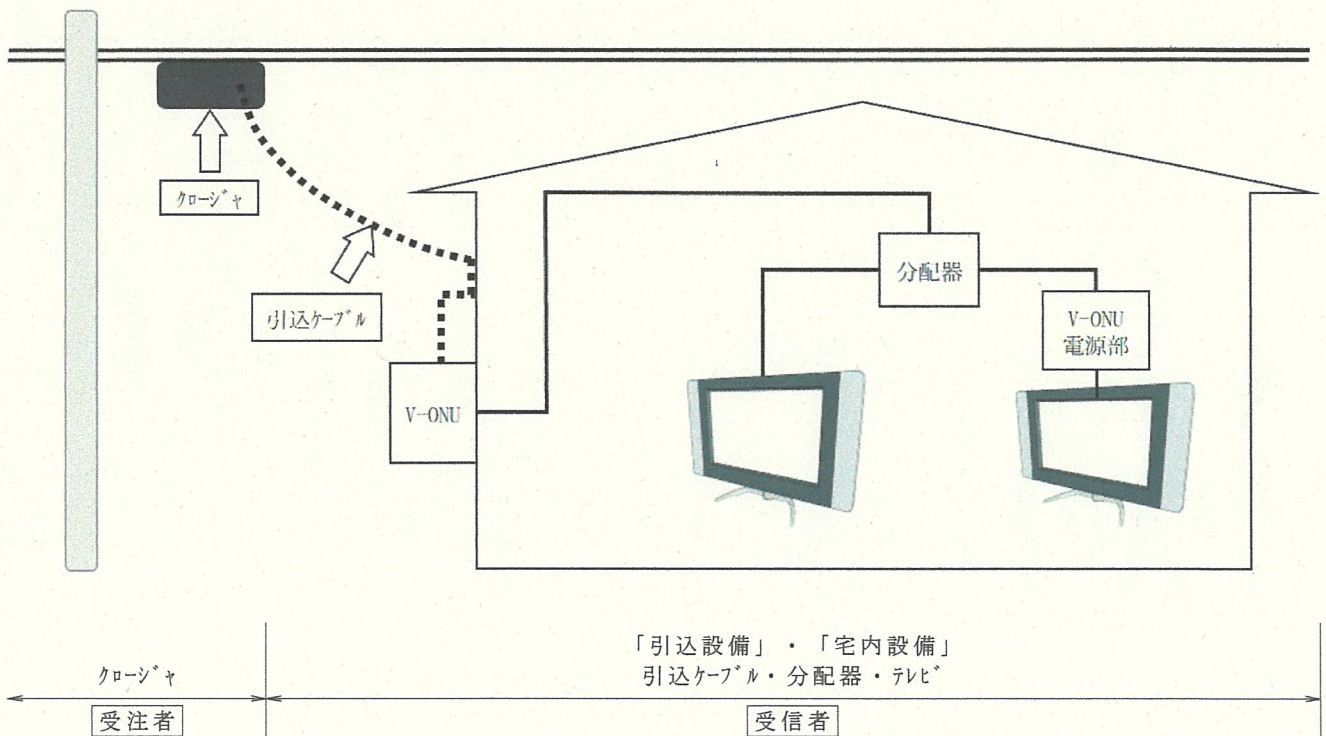 クロージャ
引込ケーブル
V-ONU
分配器
V-ONU
電源部
「引込設備」・「宅内設備」
クロージャ
引込ケーブル・分配器・テレビ
受注者
受信者